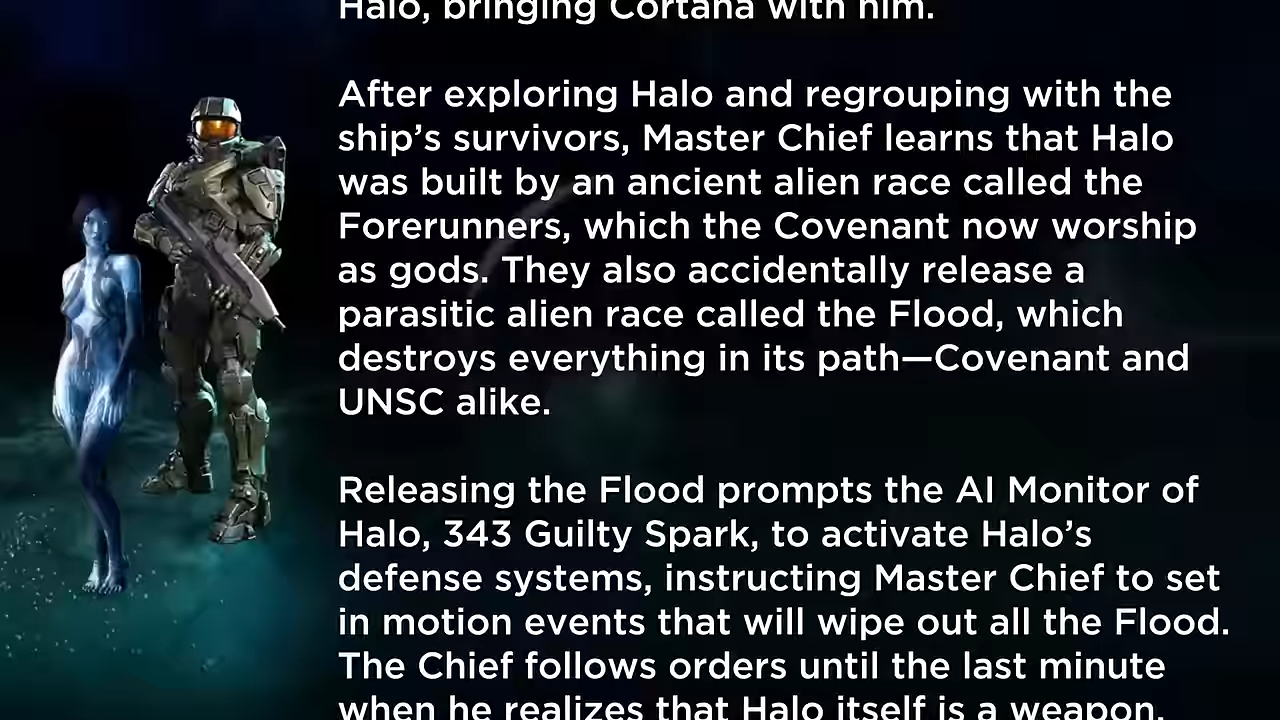 Halo, bringing Cortana with him.
After exploring Halo and regrouping with the
ship’s survivors, Master Chief learns that Halo
was built by an ancient alien race called the
Forerunners, which the Covenant now worship
as gods. They also accidentally release a
parasitic alien race called the Flood, which
destroys everything in its path—Covenant and
UNSC alike.
Releasing the Flood prompts the AI Monitor of
Halo, 343 Guilty Spark, to activate Halo’s
defense systems, instructing Master Chief to set
in motion events that will wipe out all the Flood.
The Chief follows orders until the last minute
when he realizes that Halo itself is a weapon,